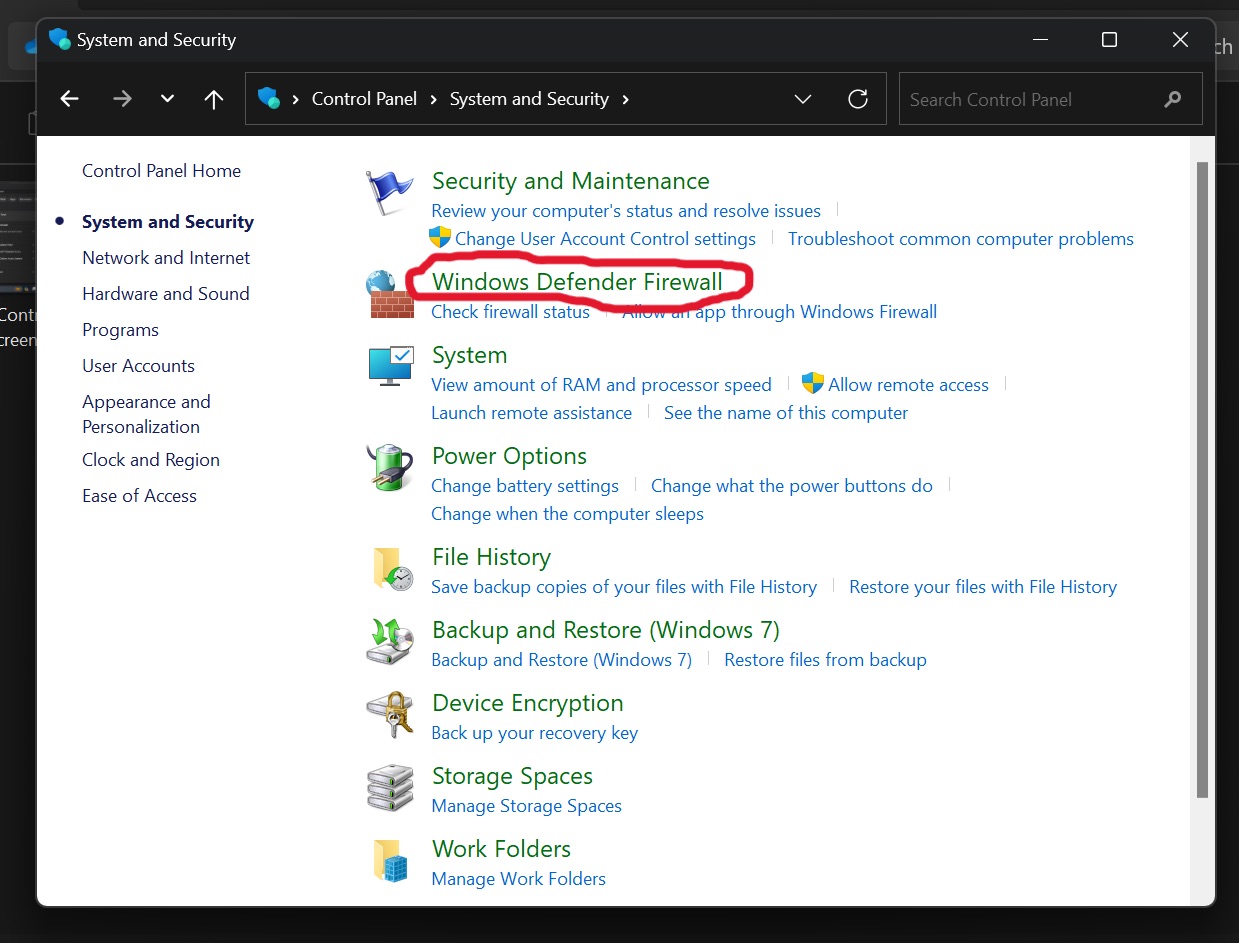 System and Security
ch
Control Panel
System and Security
Search Control Panel
Control Panel Home
System and Security
Network and Internet
Hardware and Sound
Programs
User Accounts
Appearance and
Personalization
Clock and Region
Ease of Access
Security and Maintenance
Review your computer's status and resolve issues
Change User Account Control settings
Troubleshoot common computer problems
Windows Defender Firewall
Check firewall status
Allow an app through Windows Firewall
System
View amount of RAM and processor speed
Allow remote access
Launch remote assistance
See the name of this computer
Power Options
Change battery settings
Change what the power buttons do
Change when the computer sleeps
File History
Save backup copies of your files with File History
Restore your files with File History
Backup and Restore (Windows 7)
Backup and Restore (Windows 7)
Restore files from backup
Device Encryption
Back up your recovery key
Storage Spaces
Manage Storage Spaces
Work Folders
Manage Work Folders
Cont
creen